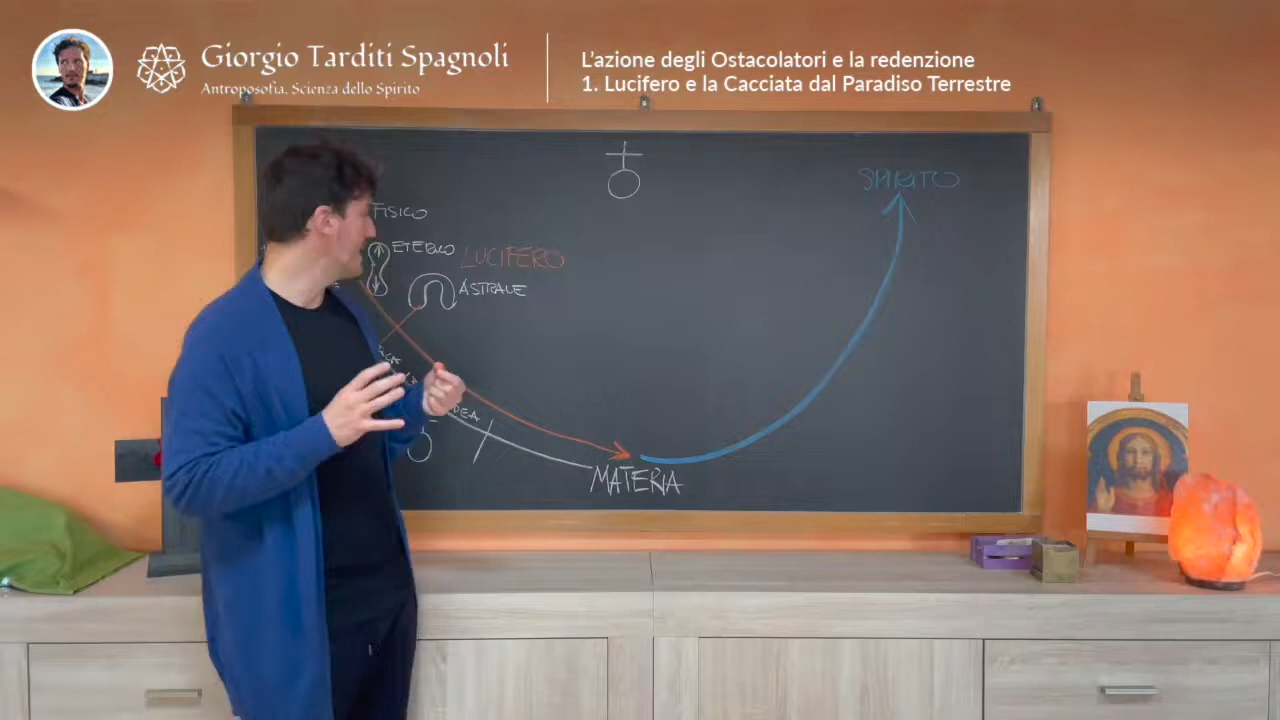 Giorgio Tarditi Spagnoli
Antroposofia, Scienza dello Spirito
L'azione degli Ostacolatori e la redenzione
1. Lucifero e la Cacciata dal Paradiso Terrestre
SPIRITO
FISICO
ETERICO
LUCIFERO
ASTRALE
MATERIA